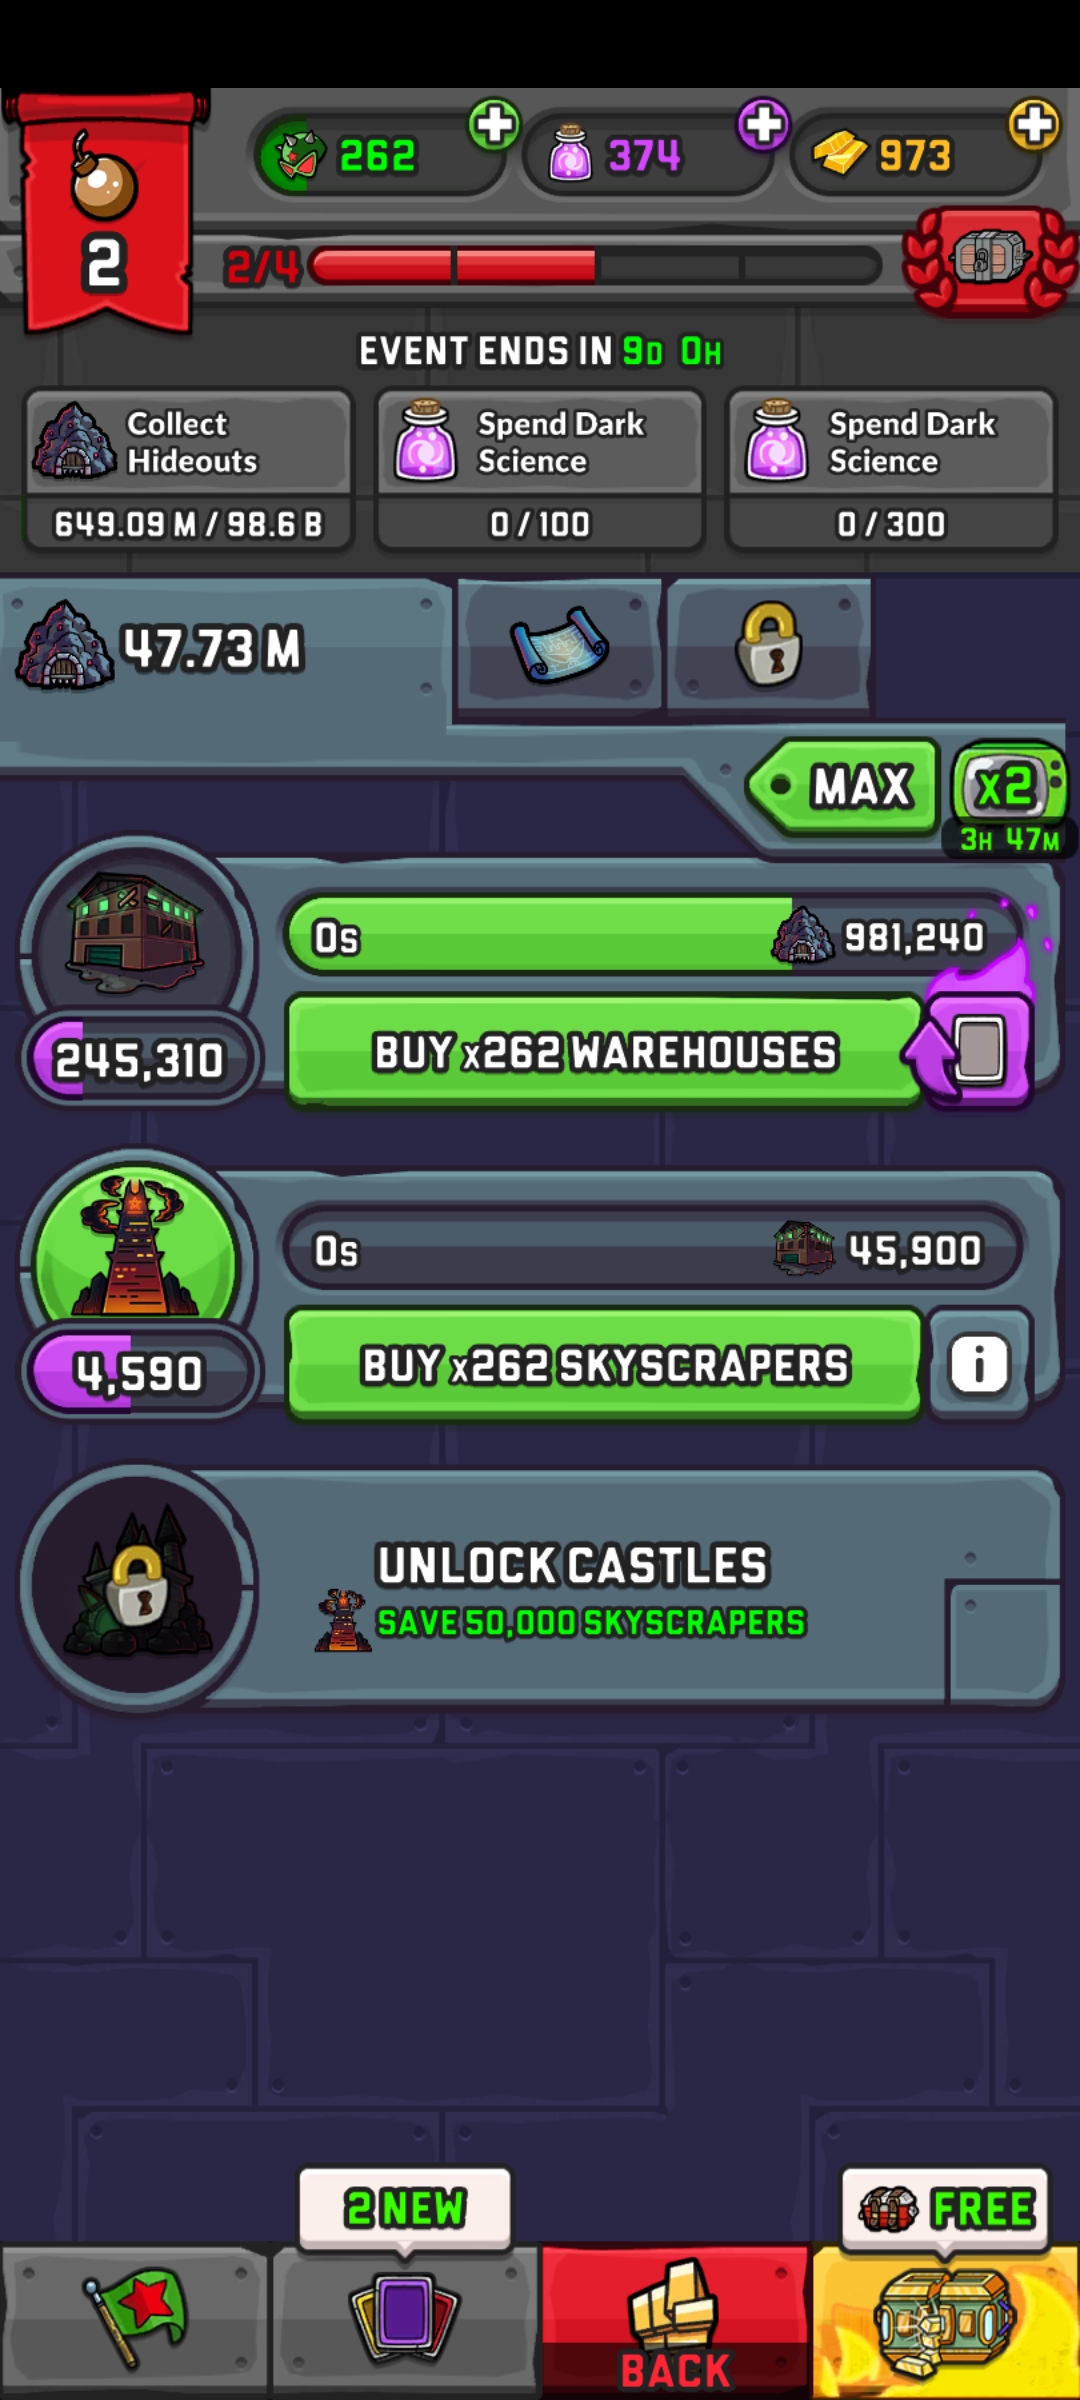 262
374
973
2
2/4
EVENT ENDS IN 9D 0H
Collect
Hideouts
649.09 M / 98.6 B
Spend Dark
Science
0 / 100
Spend Dark
Science
0 / 300
47.73 M
MAX
x2
3H 47M
0s
981,240
245,310
BUY x262 WAREHOUSES
0s
45,900
4,590
BUY x262 SKYSCRAPERS
i
UNLOCK CASTLES
SAVE 50,000 SKYSCRAPERS
2 NEW
FREE
BACK